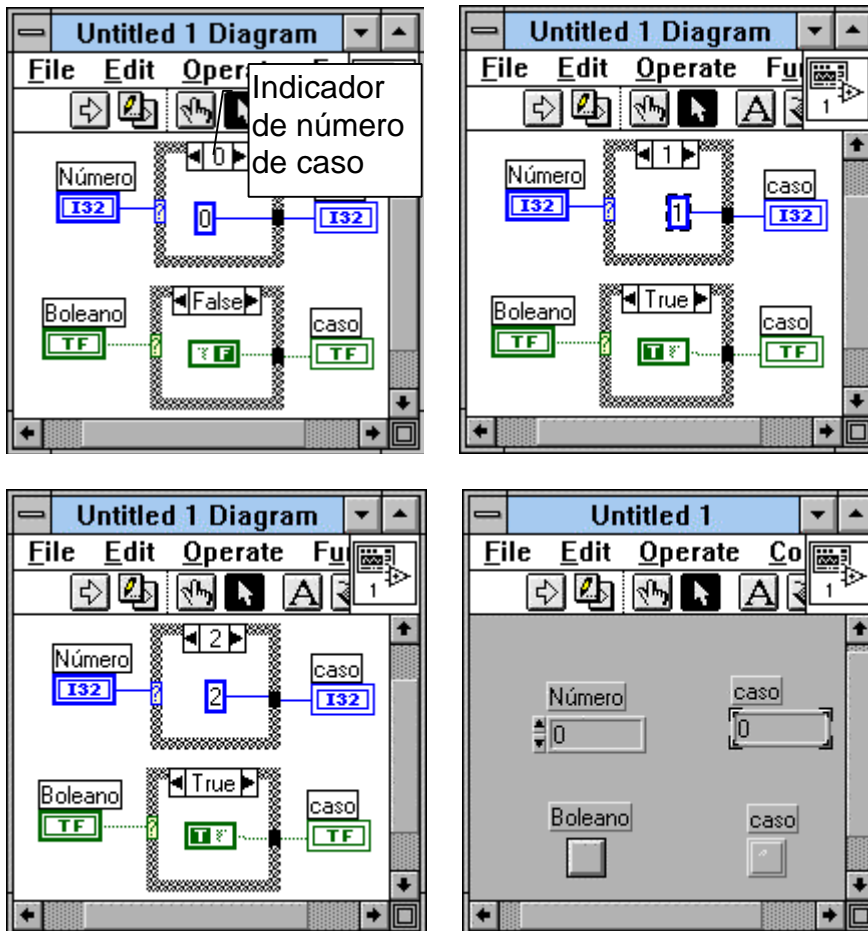 Untitled 1 Diagram
File Edit Operat
Indicador
de número
de caso
Número
0
I32
?
0
I32
False
Boleano
TF
?
F
caso
TF
Untitled 1 Diagram
File Edit Operate Fu
A
1
Número
1
I32
?
1
caso
I32
True
Boleano
TF
?
T
caso
TF
Untitled 1 Diagram
File Edit Operate Fu
A
1
Número
2
I32
?
2
caso
I32
True
Boleano
TF
?
T
caso
TF
Untitled 1
File Edit Operate Co
A
1
Número
caso
0
0
Boleano
caso